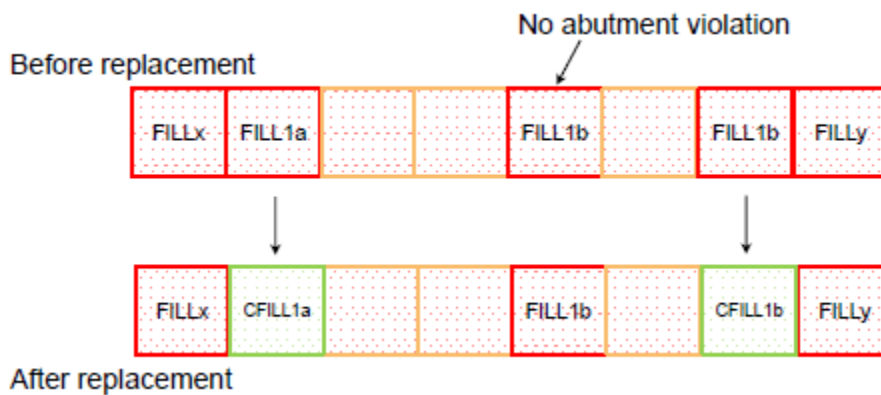 No abutment violation
Before replacement
FILLx FILL1a FILL1b FILL1b FILLy
FILLx CFILL1a FILL1b CFILL1b FILLy
After replacement